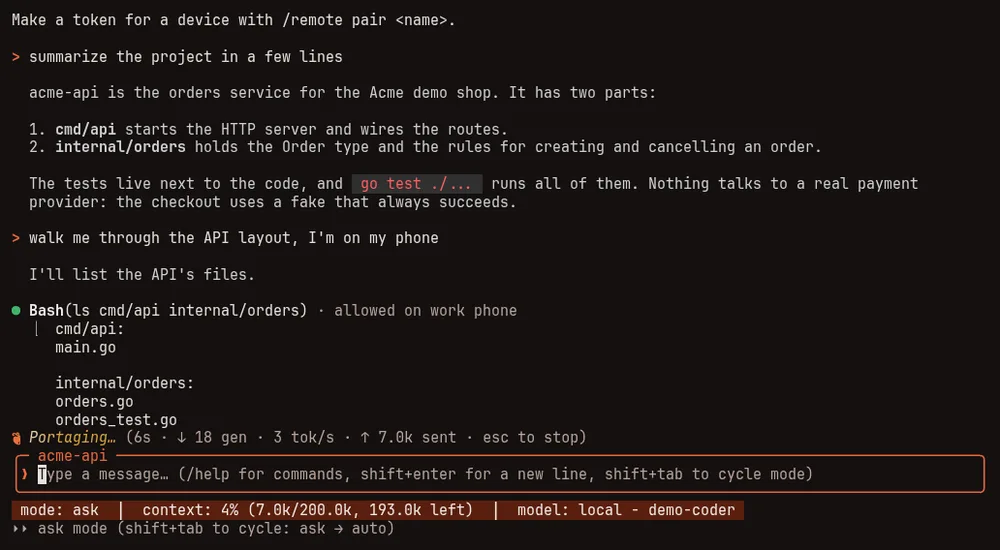 Make a token for a device with /remote pair <name>.
> summarize the project in a few lines
acme-api is the orders service for the Acme demo shop. It has two parts:
1. cmd/api starts the HTTP server and wires the routes.
2. internal/orders holds the Order type and the rules for creating and cancelling an order.
The tests live next to the code, and go test ./... runs all of them. Nothing talks to a real payment
provider: the checkout uses a fake that always succeeds.
> walk me through the API layout, I'm on my phone
I'll list the API's files.
● Bash(ls cmd/api internal/orders) · allowed on work phone
⎣ cmd/api:
main.go
internal/orders:
orders.go
orders_test.go
Portaging… (6s · ↓ 18 gen · 3 tok/s · ↑ 7.0k sent · esc to stop)
acme-api
❯ Type a message… (/help for commands, shift+enter for a new line, shift+tab to cycle mode)
mode: ask │ context: 4% (7.0k/200.0k, 193.0k left) │ model: local - demo-coder
▸▸ ask mode (shift+tab to cycle: ask → auto)